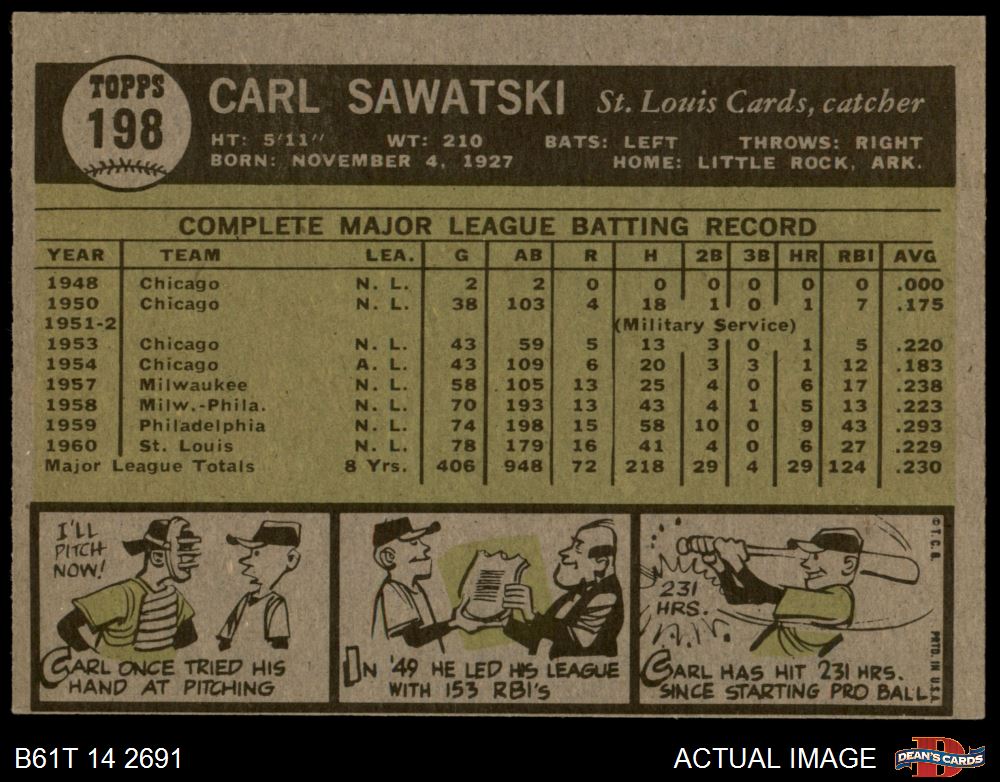 TOPPS
198
CARL SAWATSKI St. Louis Cards, catcher
HT: 5'11" WT: 210 BATS: LEFT THROWS: RIGHT
BORN: NOVEMBER 4, 1927 HOME: LITTLE ROCK, ARK.
COMPLETE MAJOR LEAGUE BATTING RECORD
YEAR TEAM LEA. G AB R H 2B 3B HR RBI AVG
1948 Chicago N. L. 2 2 0 0 0 0 0 0 .000
1950 Chicago N. L. 38 103 4 18 1 0 1 7 .175
1951-2 (Military Service)
1953 Chicago N. L. 43 59 5 13 3 0 1 5 .220
1954 Chicago A. L. 43 109 6 20 3 3 1 12 .183
1957 Milwaukee N. L. 58 105 13 25 4 0 6 17 .238
1958 Milw.-Phila. N. L. 70 193 13 43 4 1 5 13 .223
1959 Philadelphia N. L. 74 198 15 58 10 0 9 43 .293
1960 St. Louis N. L. 78 179 16 41 4 0 6 27 .229
Major League Totals 8 Yrs. 406 948 72 218 29 4 29 124 .230
I'LL
PITCH
NOW!
CARL ONCE TRIED HIS
HAND AT PITCHING
IN '49 HE LED HIS LEAGUE
WITH 153 RBI'S
231
HRS.
CARL HAS HIT 231 HRS.
SINCE STARTING PRO BALL.
© T.C.G.
PRTD. IN U.S.A.
B61T 14 2691
ACTUAL IMAGE
D
DEAN'S CARDS